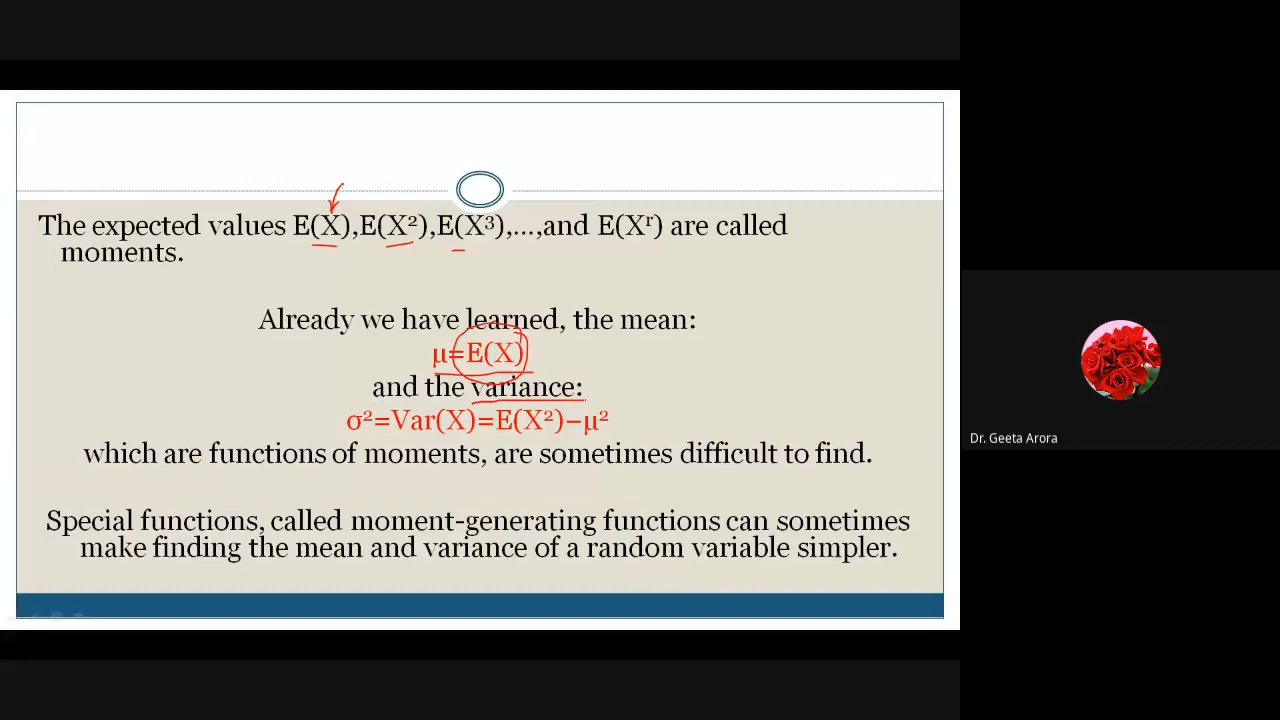 The expected values E(X),E(X²),E(X³),…,and E(Xʳ) are called
moments.
Already we have learned, the mean:
μ=E(X)
and the variance:
σ²=Var(X)=E(X²)−μ²
which are functions of moments, are sometimes difficult to find.
Special functions, called moment-generating functions can sometimes
make finding the mean and variance of a random variable simpler.
Dr. Geeta Arora